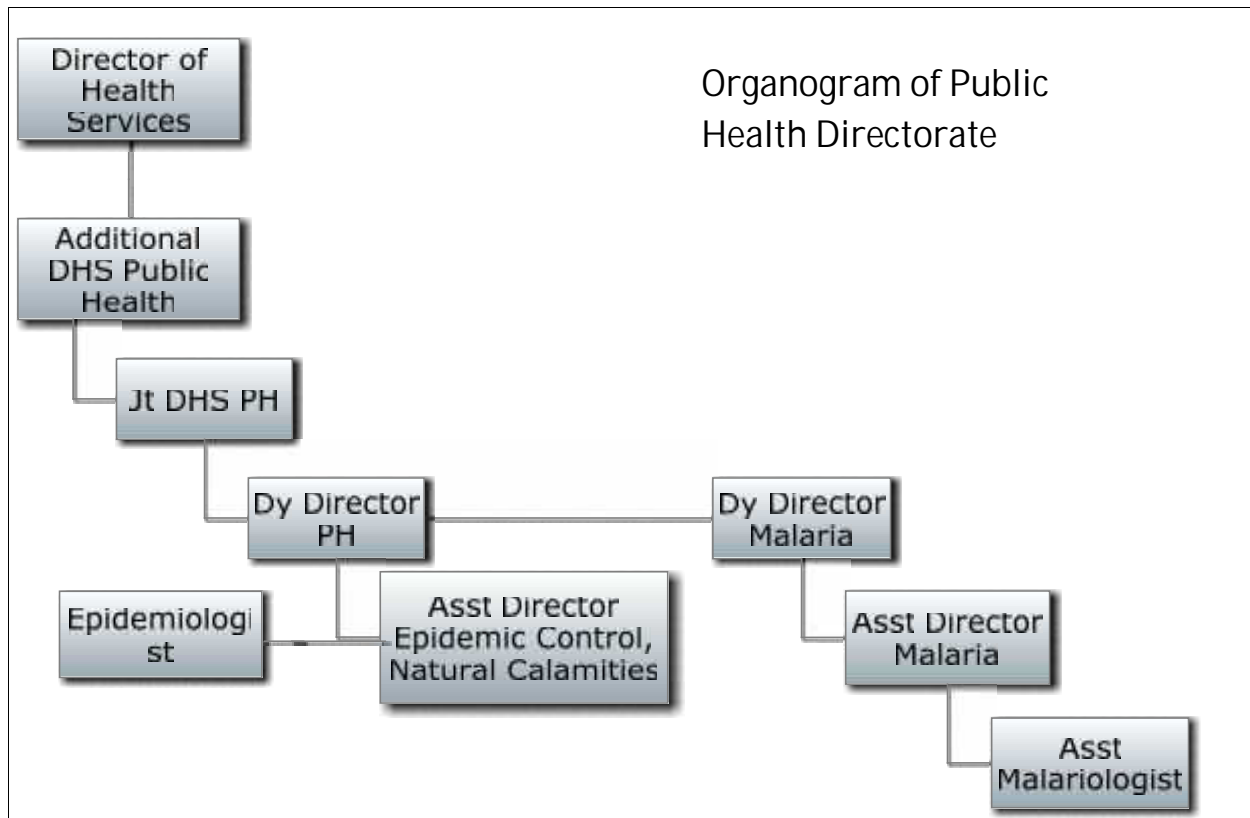 Organogram of Public
Health Directorate
Director of
Health
Services
Additional
DHS Public
Health
Jt DHS PH
Dy Director
PH
Dy Director
Malaria
Epidemiologi
st
Asst Director
Epidemic Control,
Natural Calamities
Asst Director
Malaria
Asst
Malariologist